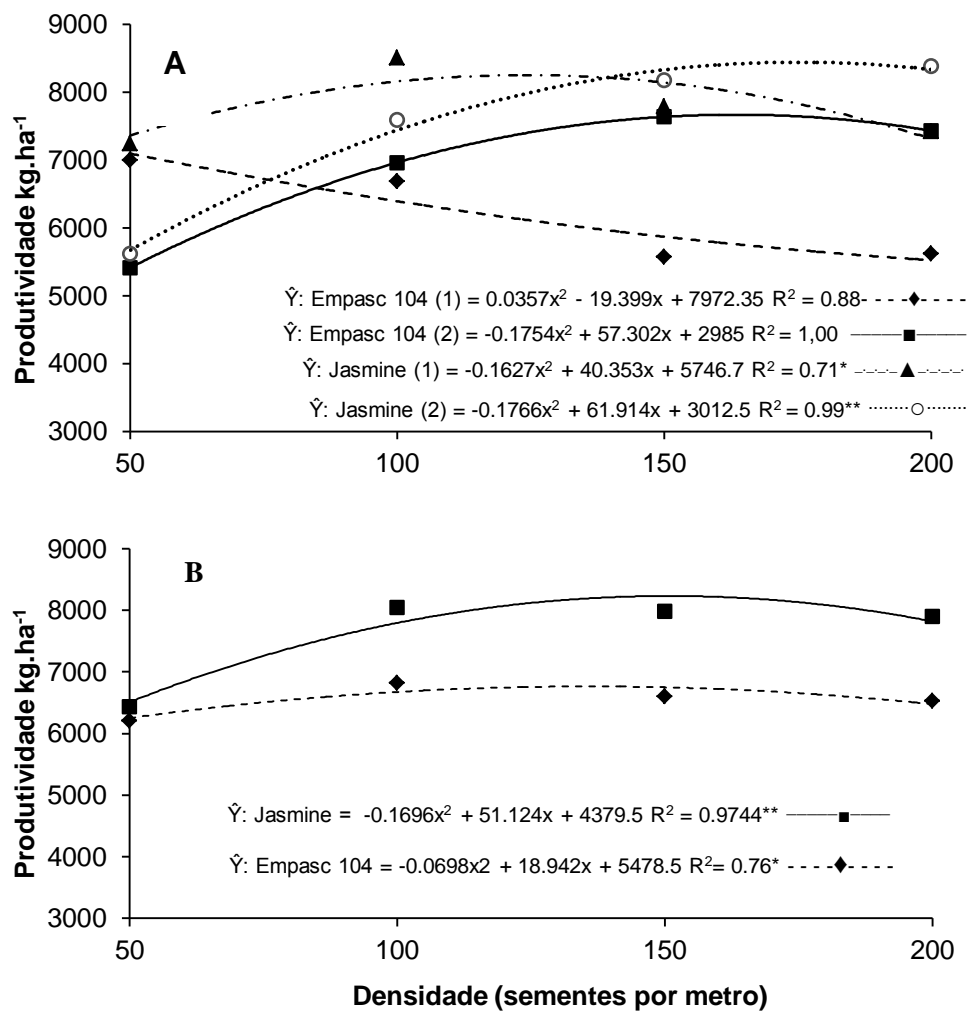 9000
A
8000
7000
6000
5000
4000
3000
Produtividade kg.ha-1
Ŷ: Empasc 104 (1) = 0.0357x2 - 19.399x + 7972.35 R2 = 0.88
Ŷ: Empasc 104 (2) = -0.1754x2 + 57.302x + 2985 R2 = 1,00
Ŷ: Jasmine (1) = -0.1627x2 + 40.353x + 5746.7 R2 = 0.71*
Ŷ: Jasmine (2) = -0.1766x2 + 61.914x + 3012.5 R2 = 0.99**
50 100 150 200
9000
B
8000
7000
6000
5000
4000
3000
Produtividade kg.ha-1
Ŷ: Jasmine = -0.1696x2 + 51.124x + 4379.5 R2 = 0.9744**
Ŷ: Empasc 104 = -0.0698x2 + 18.942x + 5478.5 R2= 0.76*
50 100 150 200
Densidade (sementes por metro)